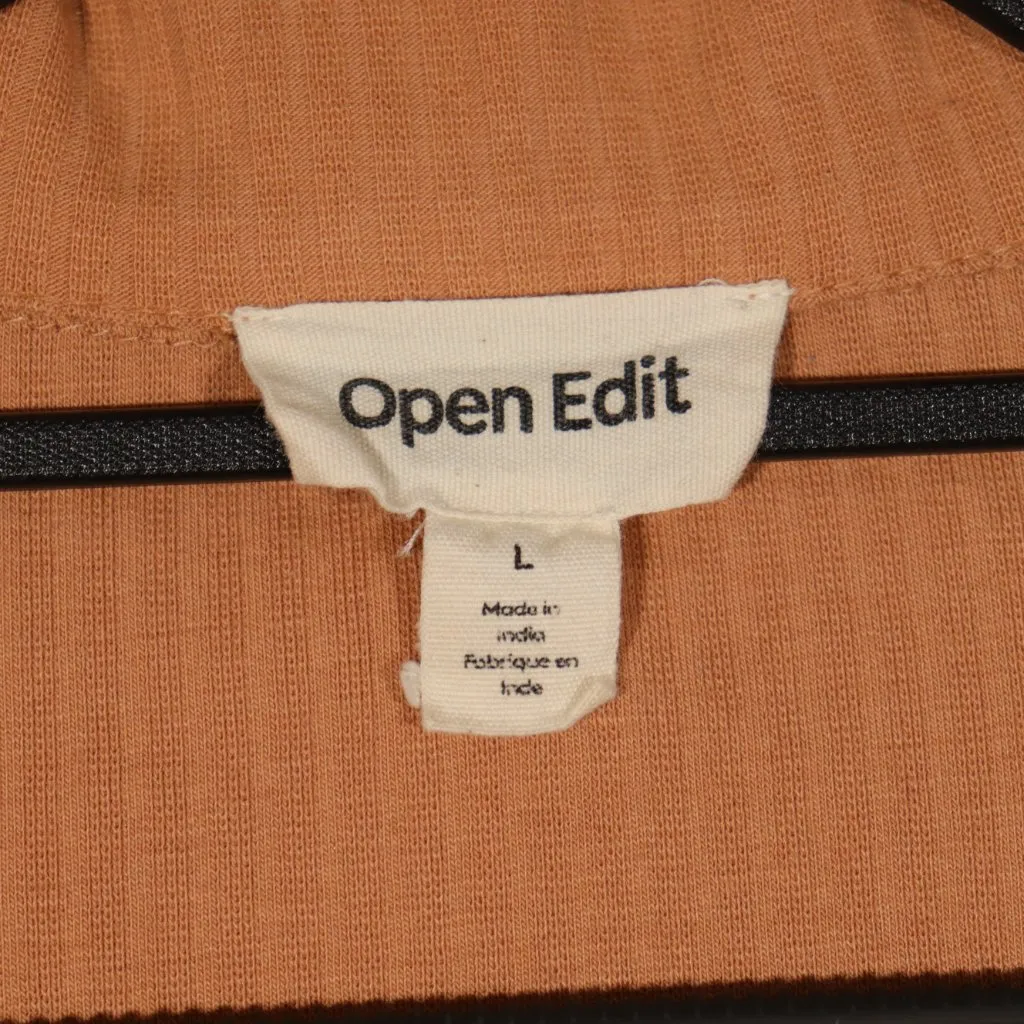 Open Edit
L
Made in
India
Fabriqué en
Inde